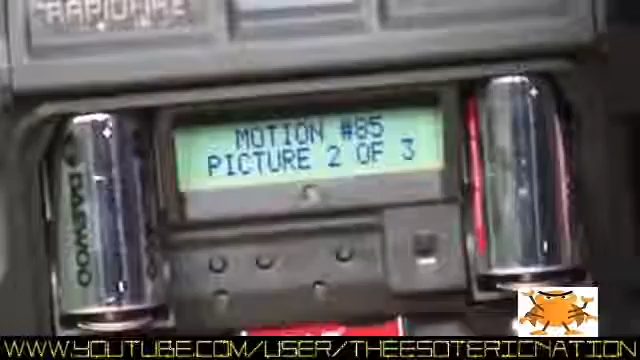 RAPIDFIRE
MOTION #85
PICTURE 2 OF 3
DAEWOO
WWW.YOUTUBE.COM/USER/THEESOTERICNATION